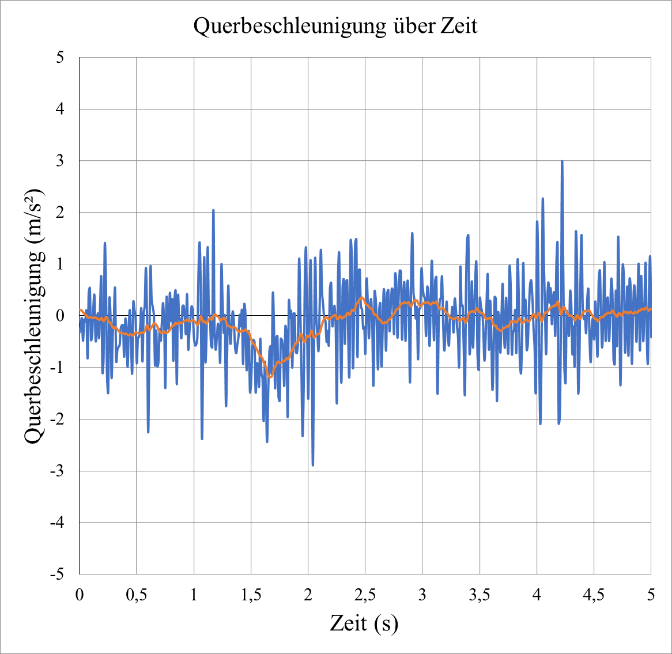 Querbeschleunigung über Zeit
Querbeschleunigung (m/s²)
5
4
3
2
1
0
-1
-2
-3
-4
-5
0 0,5 1 1,5 2 2,5 3 3,5 4 4,5 5
Zeit (s)